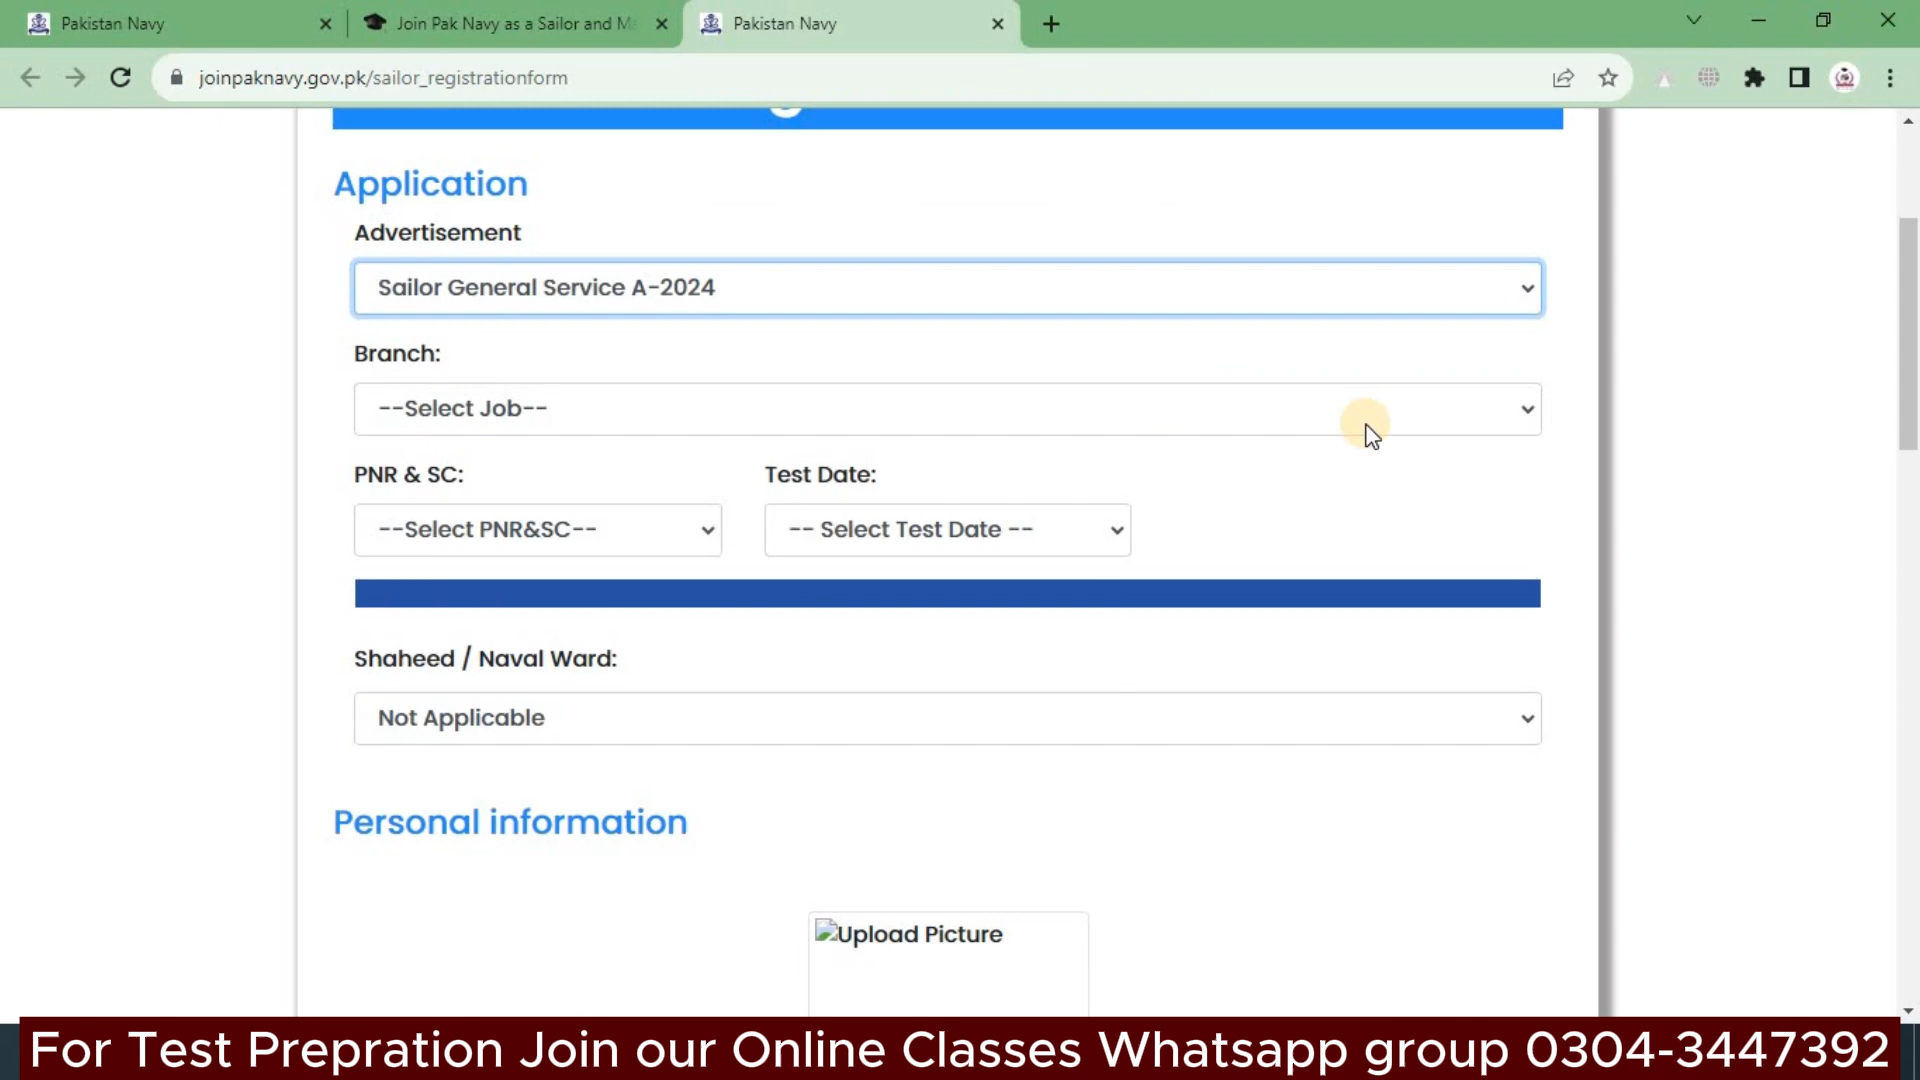 Pakistan Navy
Join Pak Navy as a Sailor and M
Pakistan Navy
joinpaknavy.gov.pk/sailor_registrationform
Application
Advertisement
Sailor General Service A-2024
Branch:
--Select Job--
PNR & SC:
Test Date:
--Select PNR&SC--
-- Select Test Date --
Shaheed / Naval Ward:
Not Applicable
Personal information
Upload Picture
For Test Prepration Join our Online Classes Whatsapp group 0304-3447392